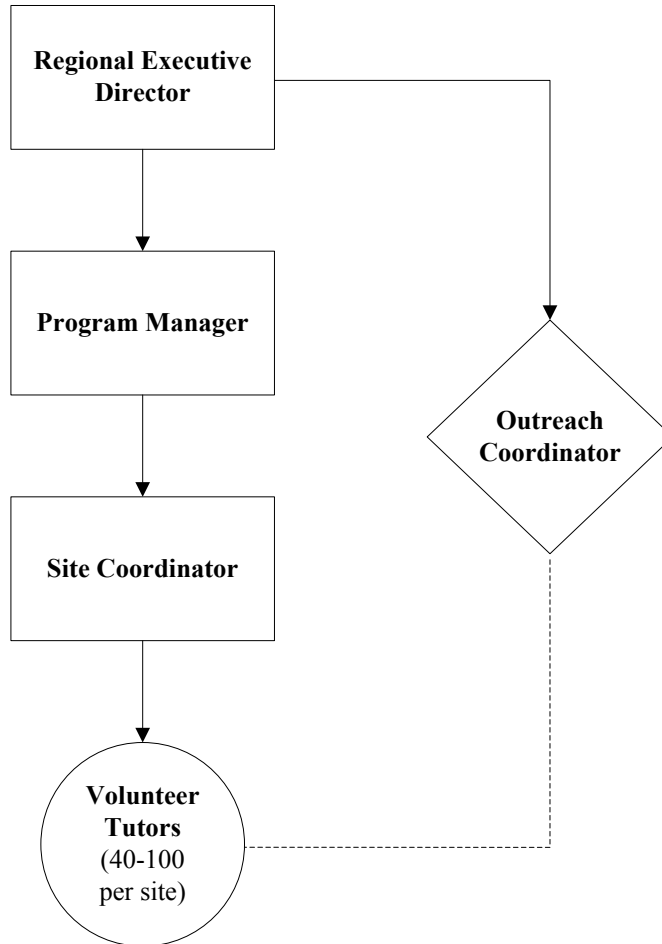 Regional Executive
Director
Program Manager
Outreach
Coordinator
Site Coordinator
Volunteer
Tutors
(40-100
per site)